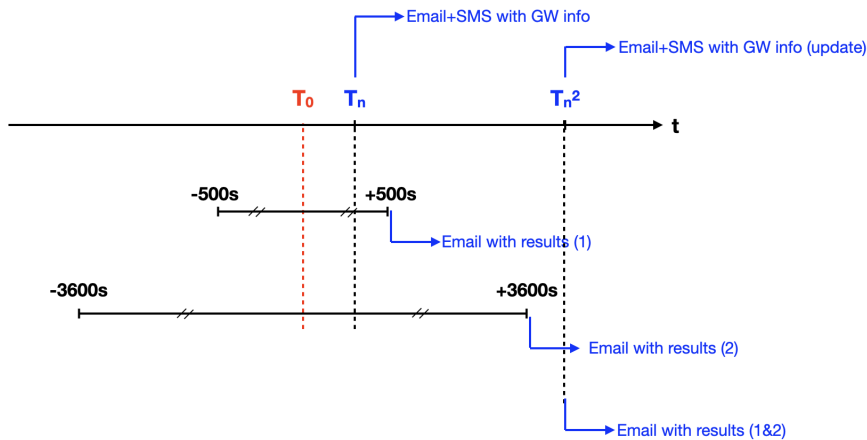 Email+SMS with GW info
Email+SMS with GW info (update)
T₀
Tₙ
Tₙ²
t
-500s
+500s
Email with results (1)
-3600s
+3600s
Email with results (2)
Email with results (1&2)